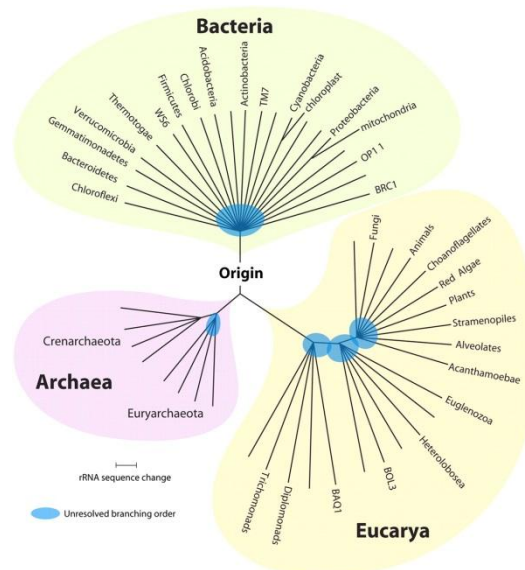 Bacteria
Chloroflexi
Bacteroidetes
Gemmatimonadetes
Verrucomicrobia
Thermotogae
WS6
Firmicutes
Chlorobi
Acidobacteria
Actinobacteria
TM7
Cyanobacteria
chloroplast
Proteobacteria
mitochondria
OP1 1
BRC1
Origin
Fungi
Animals
Choanoflagellates
Red Algae
Plants
Stramenopiles
Alveolates
Acanthamoebae
Euglenozoa
Heterolobosea
BOL3
BAQ1
Diplomonads
Trichomonads
Eucarya
Crenarchaeota
Archaea
Euryarchaeota
rRNA sequence change
Unresolved branching order